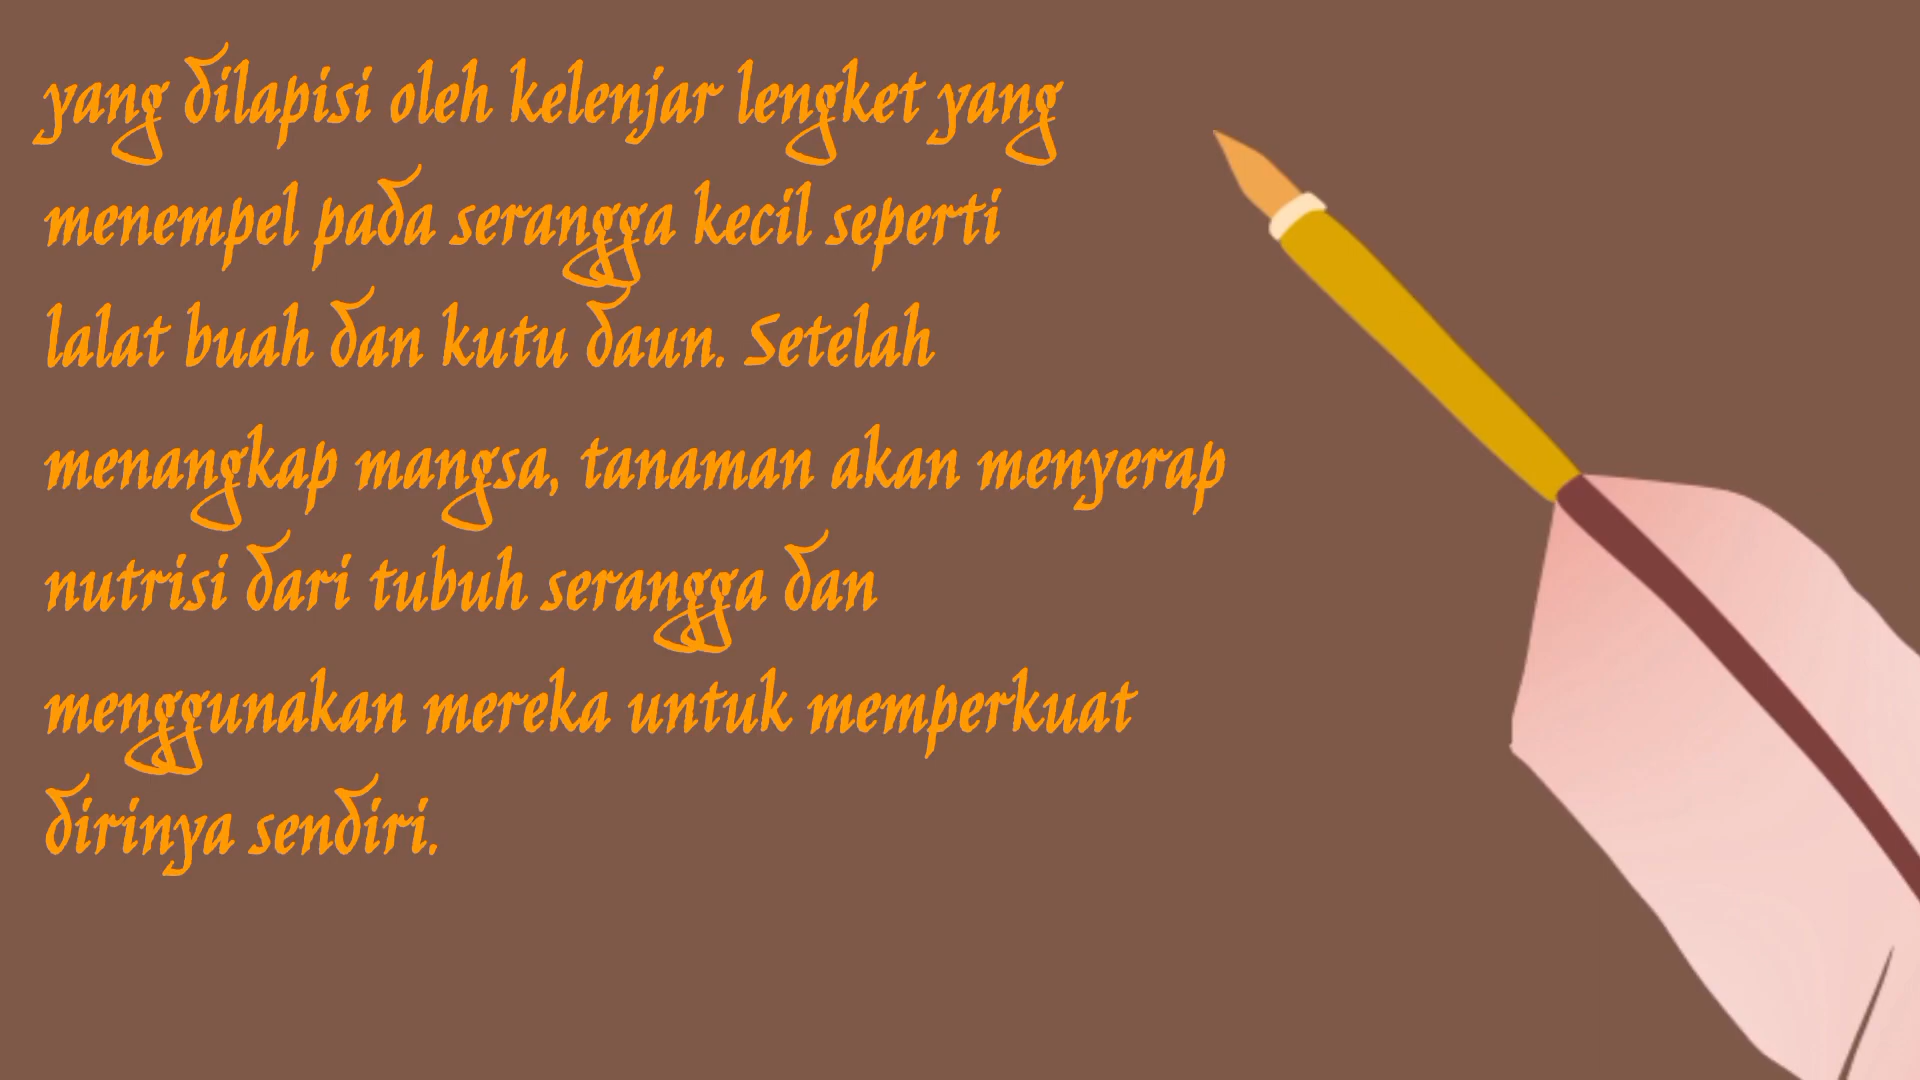 yang dilapisi oleh kelenjar lengket yang
menempel pada serangga kecil seperti
lalat buah dan kutu daun. Setelah
menangkap mangsa, tanaman akan menyerap
nutrisi dari tubuh serangga dan
menggunakan mereka untuk memperkuat
dirinya sendiri.